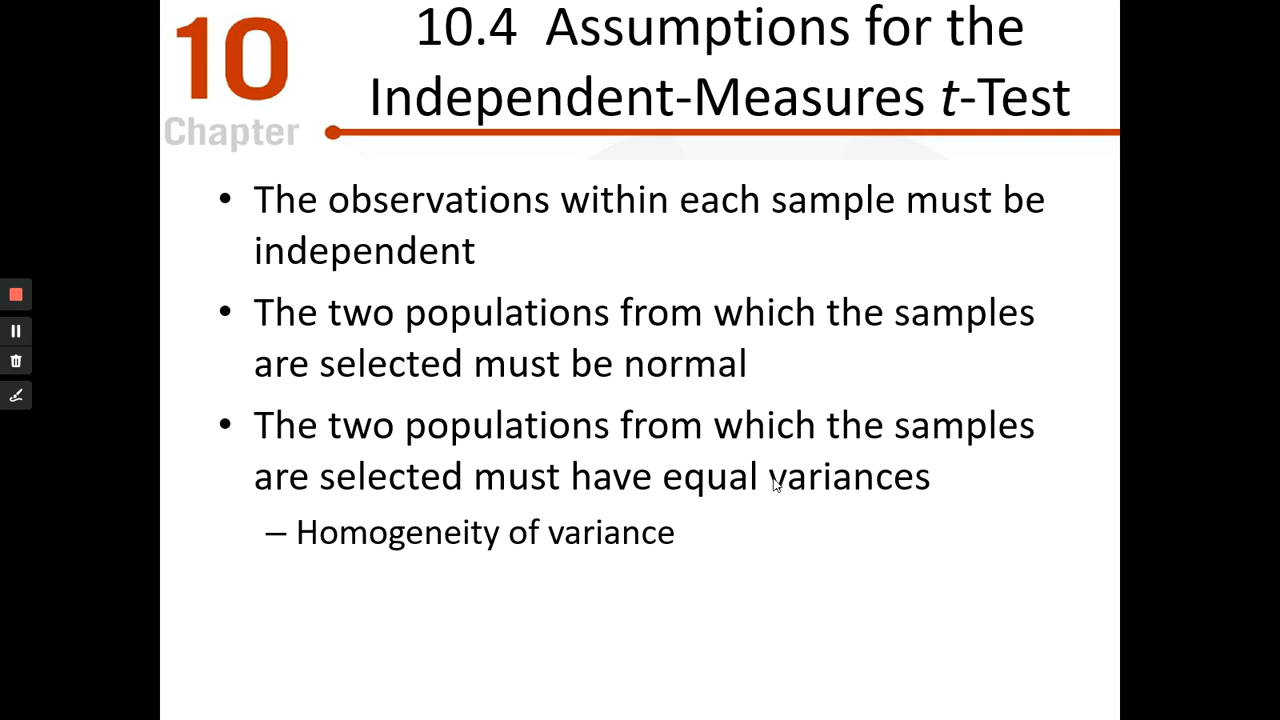 10
Chapter
10.4 Assumptions for the
Independent-Measures t-Test
• The observations within each sample must be
independent
• The two populations from which the samples
are selected must be normal
• The two populations from which the samples
are selected must have equal variances
– Homogeneity of variance